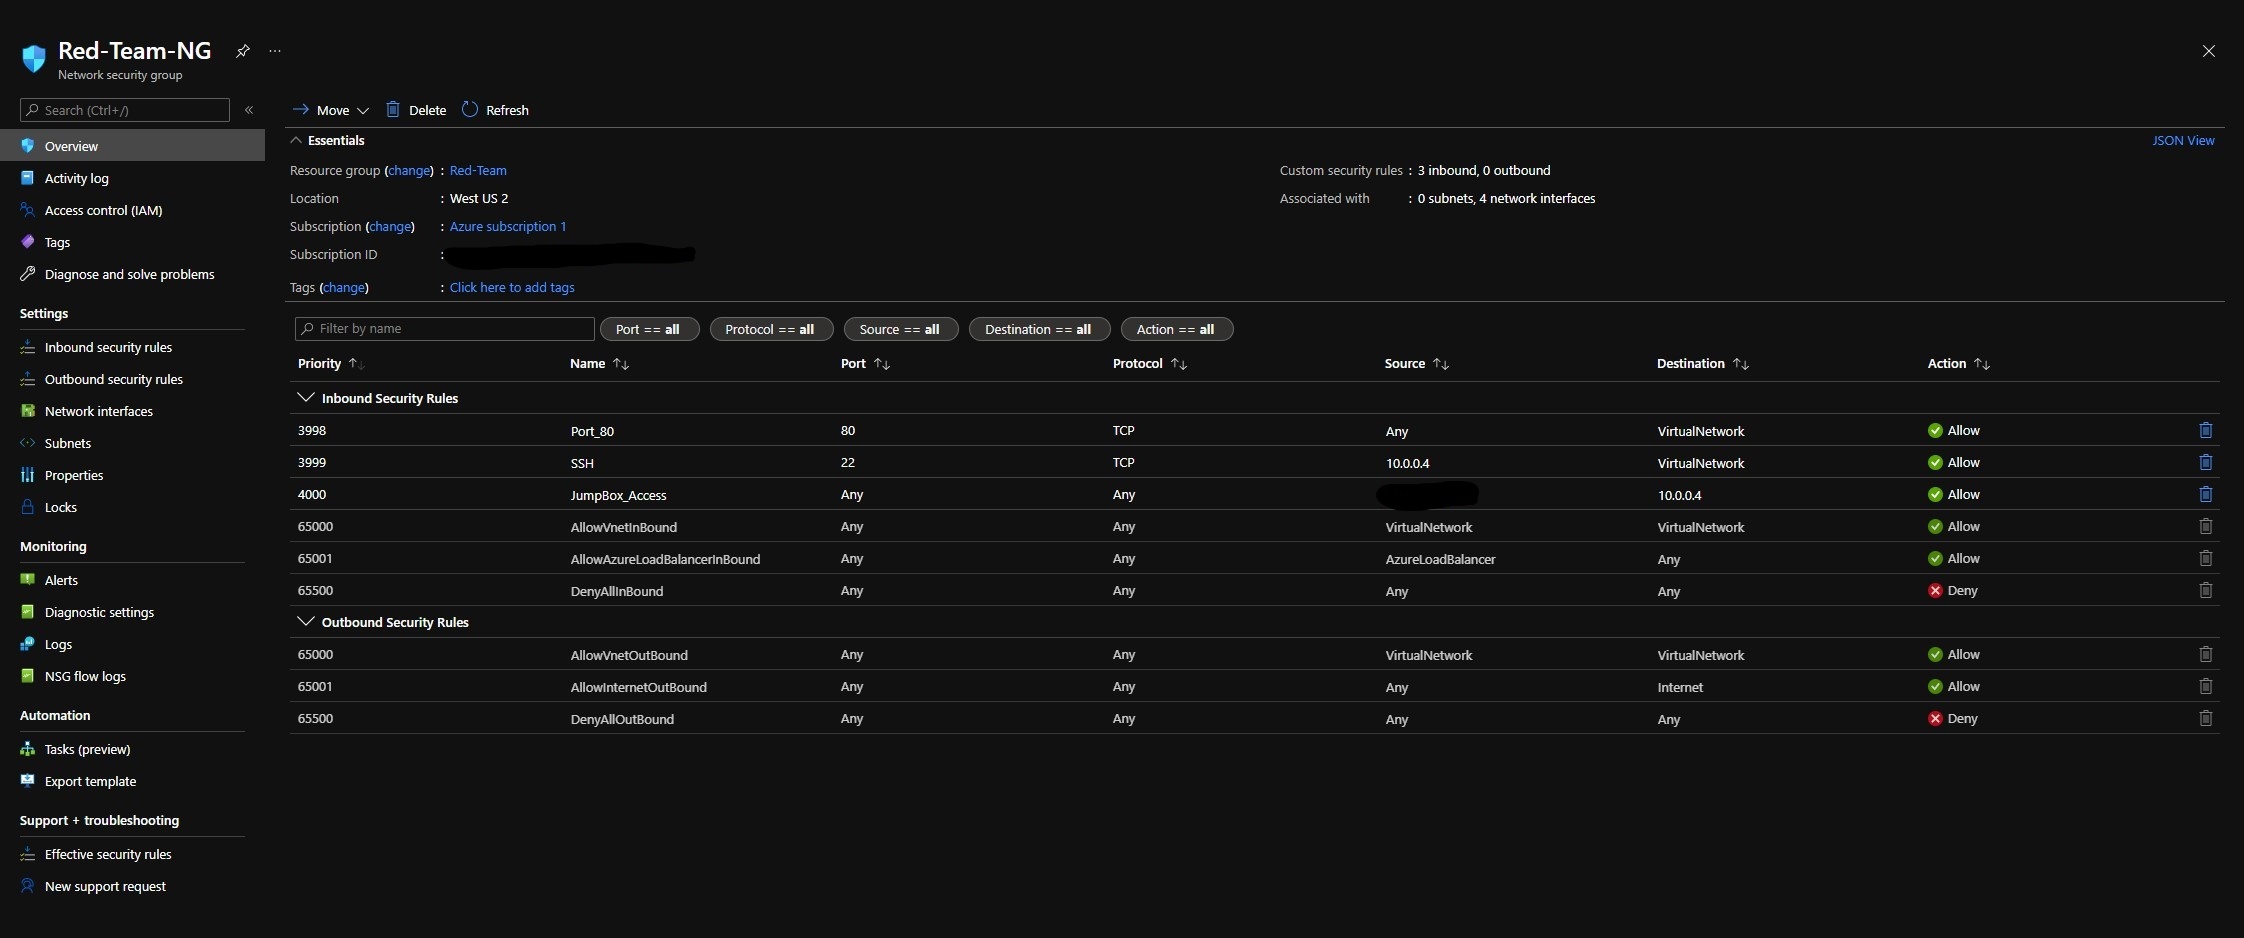 Red-Team-NG
Network security group
Search (Ctrl+/)
Overview
Activity log
Access control (IAM)
Tags
Diagnose and solve problems
Settings
Inbound security rules
Outbound security rules
Network interfaces
Subnets
Properties
Locks
Monitoring
Alerts
Diagnostic settings
Logs
NSG flow logs
Automation
Tasks (preview)
Export template
Support + troubleshooting
Effective security rules
New support request
Move Delete Refresh
Essentials JSON View
Resource group (change) : Red-Team Custom security rules : 3 inbound, 0 outbound
Location : West US 2 Associated with : 0 subnets, 4 network interfaces
Subscription (change) : Azure subscription 1
Subscription ID :
Tags (change) : Click here to add tags
Filter by name Port == all Protocol == all Source == all Destination == all Action == all
Priority Name Port Protocol Source Destination Action
Inbound Security Rules
3998 Port_80 80 TCP Any VirtualNetwork Allow
3999 SSH 22 TCP 10.0.0.4 VirtualNetwork Allow
4000 JumpBox_Access Any Any 10.0.0.4 Allow
65000 AllowVnetInBound Any Any VirtualNetwork VirtualNetwork Allow
65001 AllowAzureLoadBalancerInBound Any Any AzureLoadBalancer Any Allow
65500 DenyAllInBound Any Any Any Any Deny
Outbound Security Rules
65000 AllowVnetOutBound Any Any VirtualNetwork VirtualNetwork Allow
65001 AllowInternetOutBound Any Any Any Internet Allow
65500 DenyAllOutBound Any Any Any Any Deny